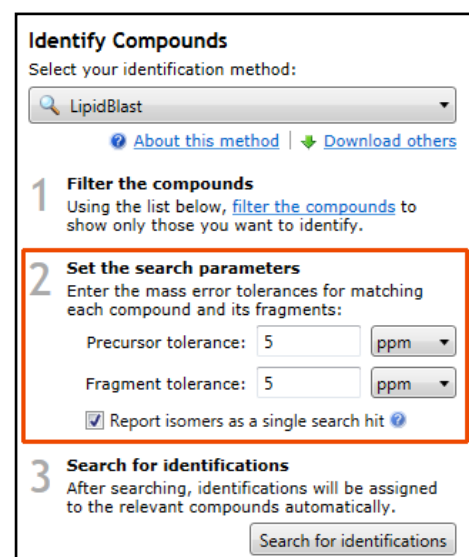 Identify Compounds
Select your identification method:
LipidBlast
About this method | Download others
1 Filter the compounds
Using the list below, filter the compounds to
show only those you want to identify.
2 Set the search parameters
Enter the mass error tolerances for matching
each compound and its fragments:
Precursor tolerance: 5 ppm
Fragment tolerance: 5 ppm
Report isomers as a single search hit ?
3 Search for identifications
After searching, identifications will be assigned
to the relevant compounds automatically.
Search for identifications